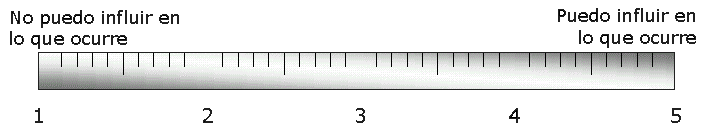 No puedo influir en
lo que ocurre
Puedo influir en
lo que ocurre
1 2 3 4 5